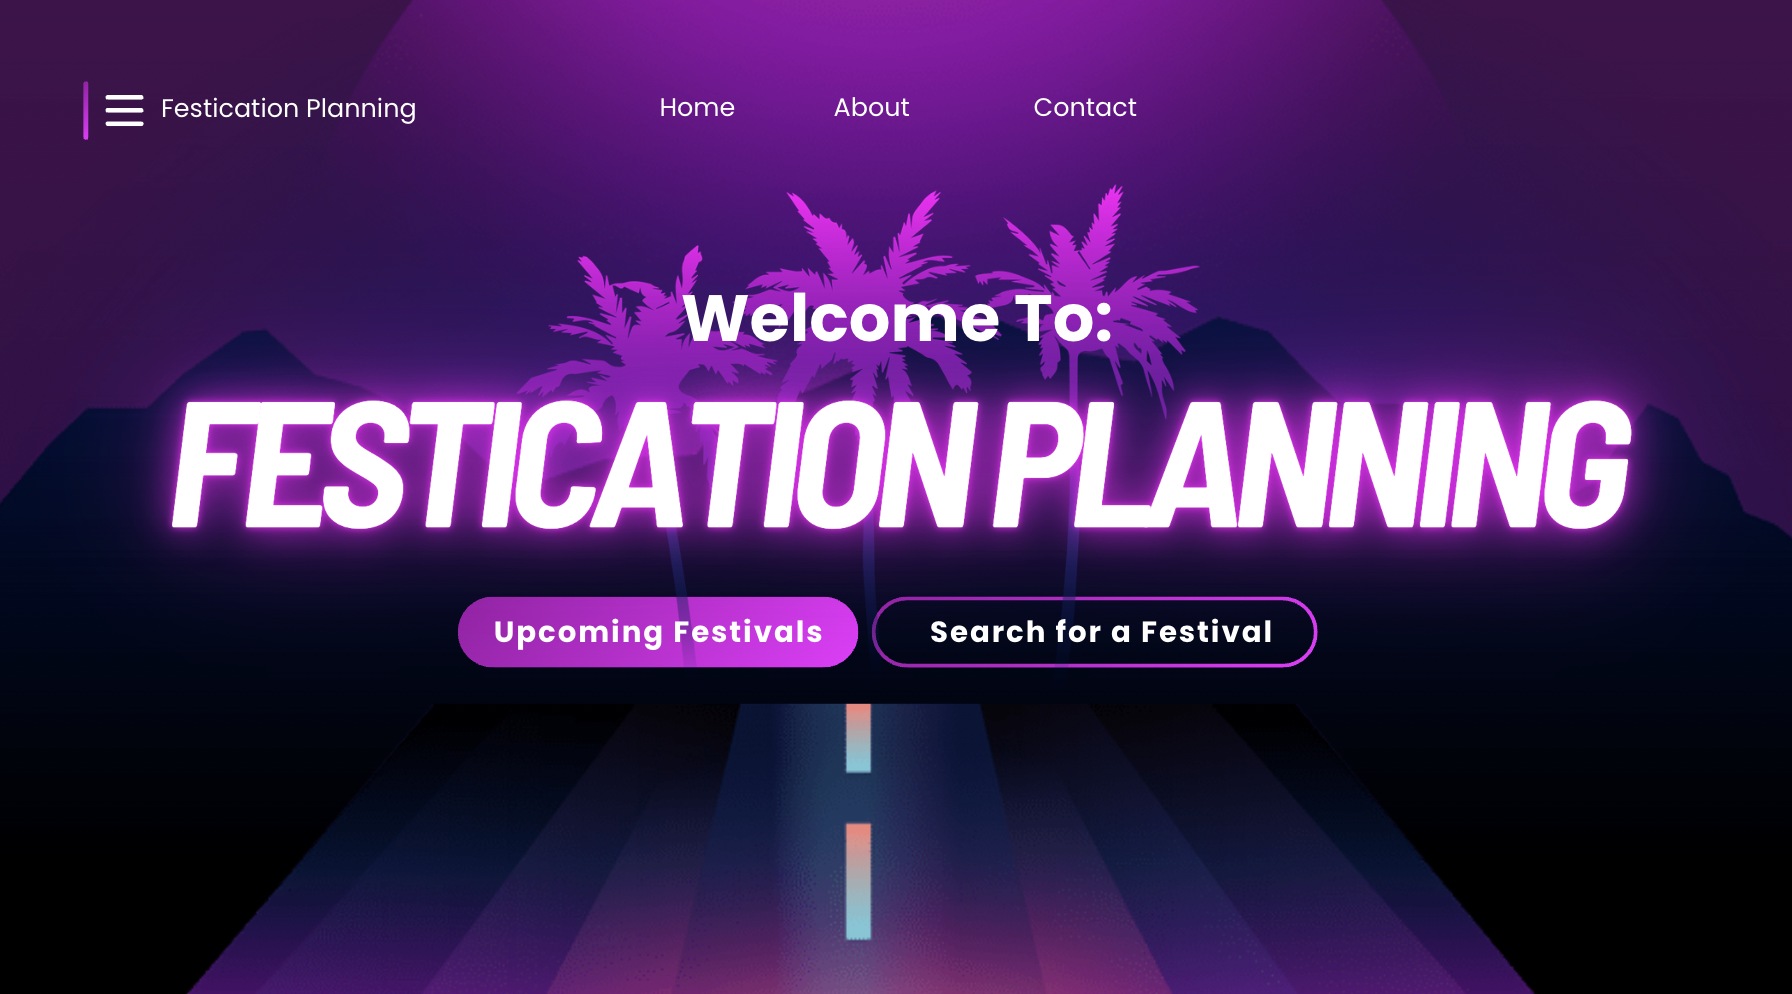 Festication Planning
Home
About
Contact
Welcome To:
FESTICATION PLANNING
Upcoming Festivals
Search for a Festival